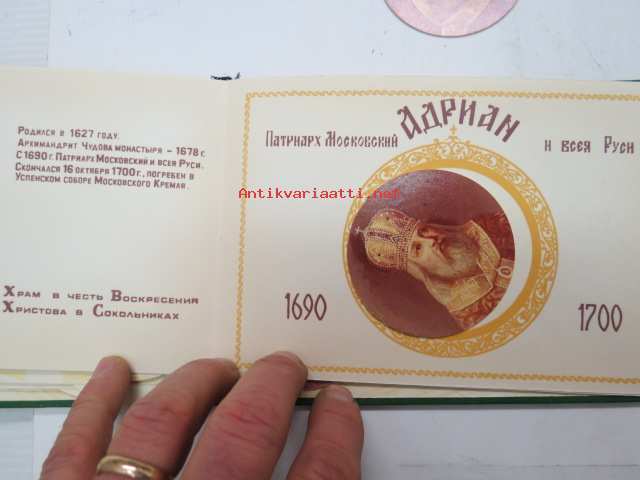 Родился в 1627 году.
Архимандрит Чудова монастыря – 1678 г.
С 1690 г. Патриарх Московский и всея Руси.
Скончался 16 октября 1700 г., погребен в
Успенском соборе Московского Кремля.
Храм в честь Воскресения
Христова в Сокольниках
Патриарх Московский АДРИАН и всея Руси
Antikvariaatti.net
1690
1700